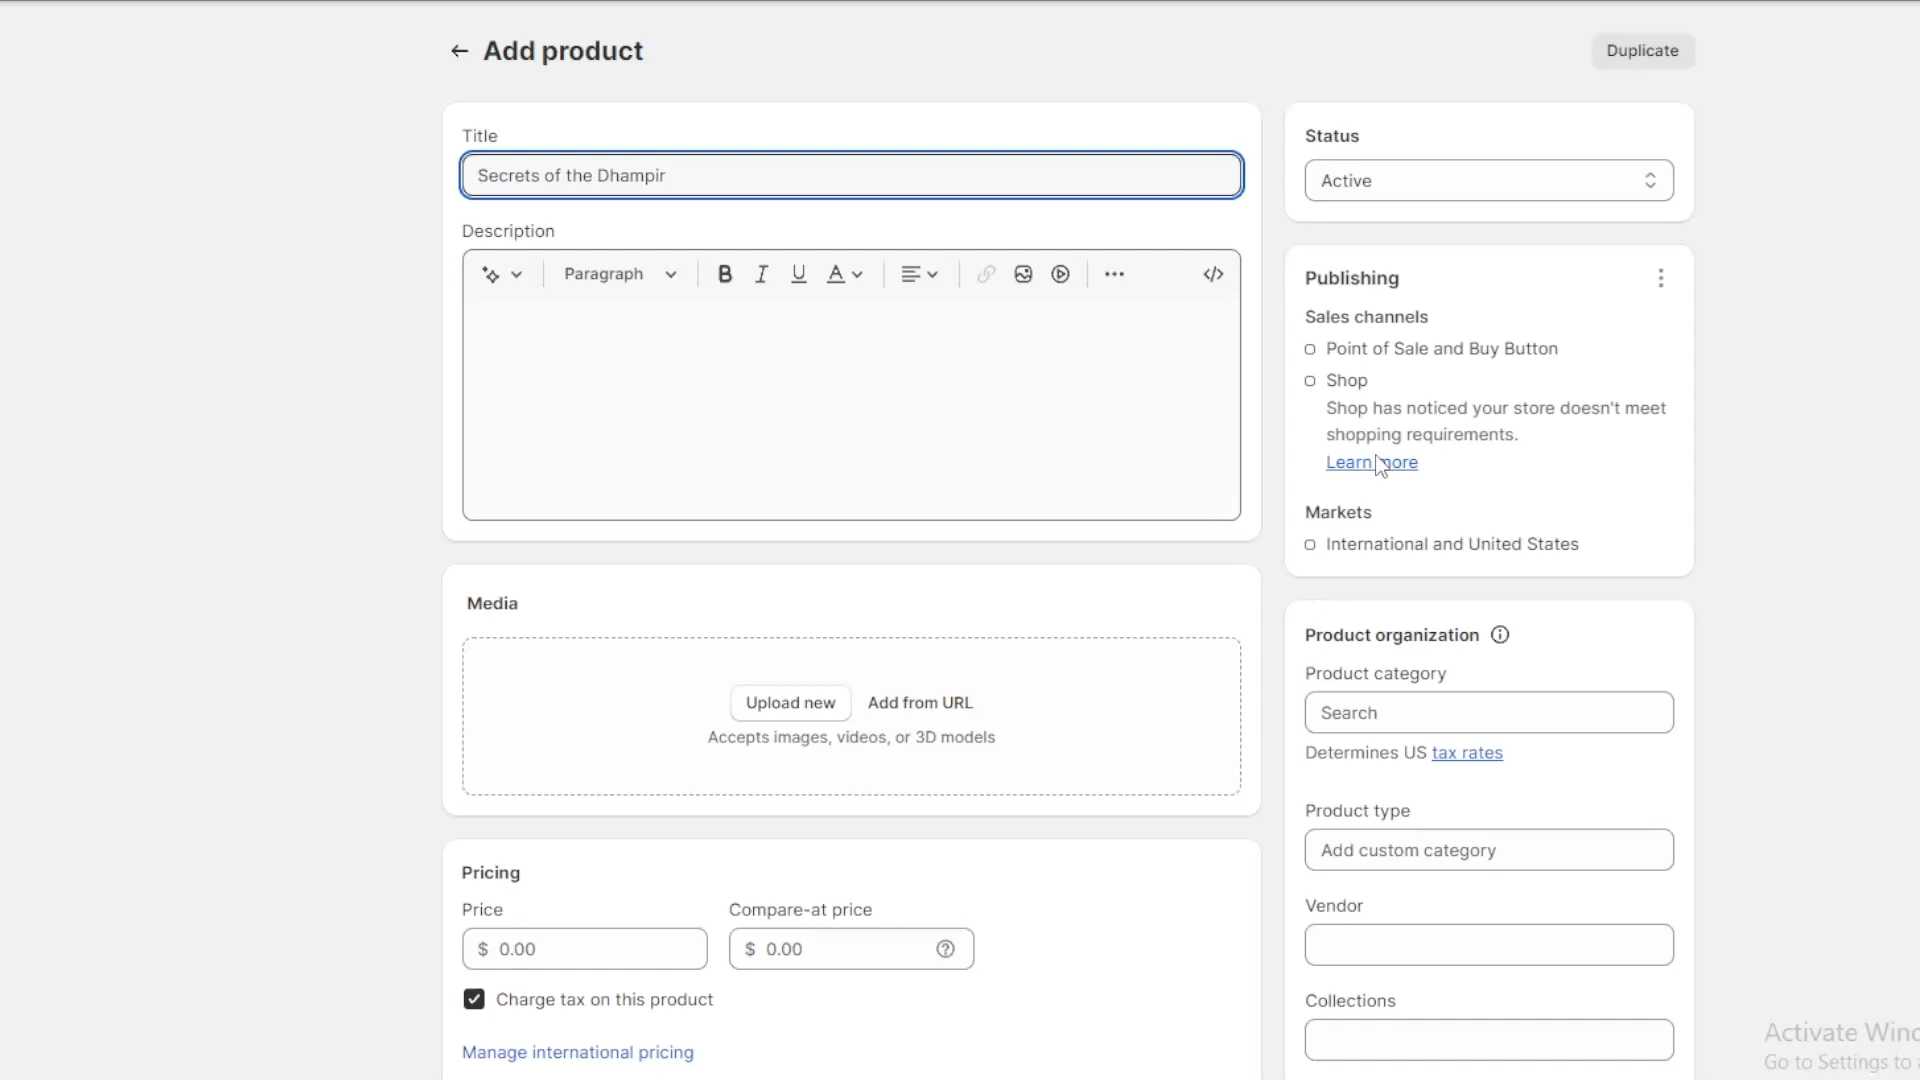 Add product
Duplicate
Title
Secrets of the Dhampir
Description
Paragraph
Media
Upload new Add from URL
Accepts images, videos, or 3D models
Pricing
Price Compare-at price
$ 0.00 $ 0.00
Charge tax on this product
Manage international pricing
Status
Active
Publishing
Sales channels
Point of Sale and Buy Button
Shop
Shop has noticed your store doesn't meet
shopping requirements.
Learn more
Markets
International and United States
Product organization
Product category
Search
Determines US tax rates
Product type
Add custom category
Vendor
Collections
Activate Wind
Go to Settings to a